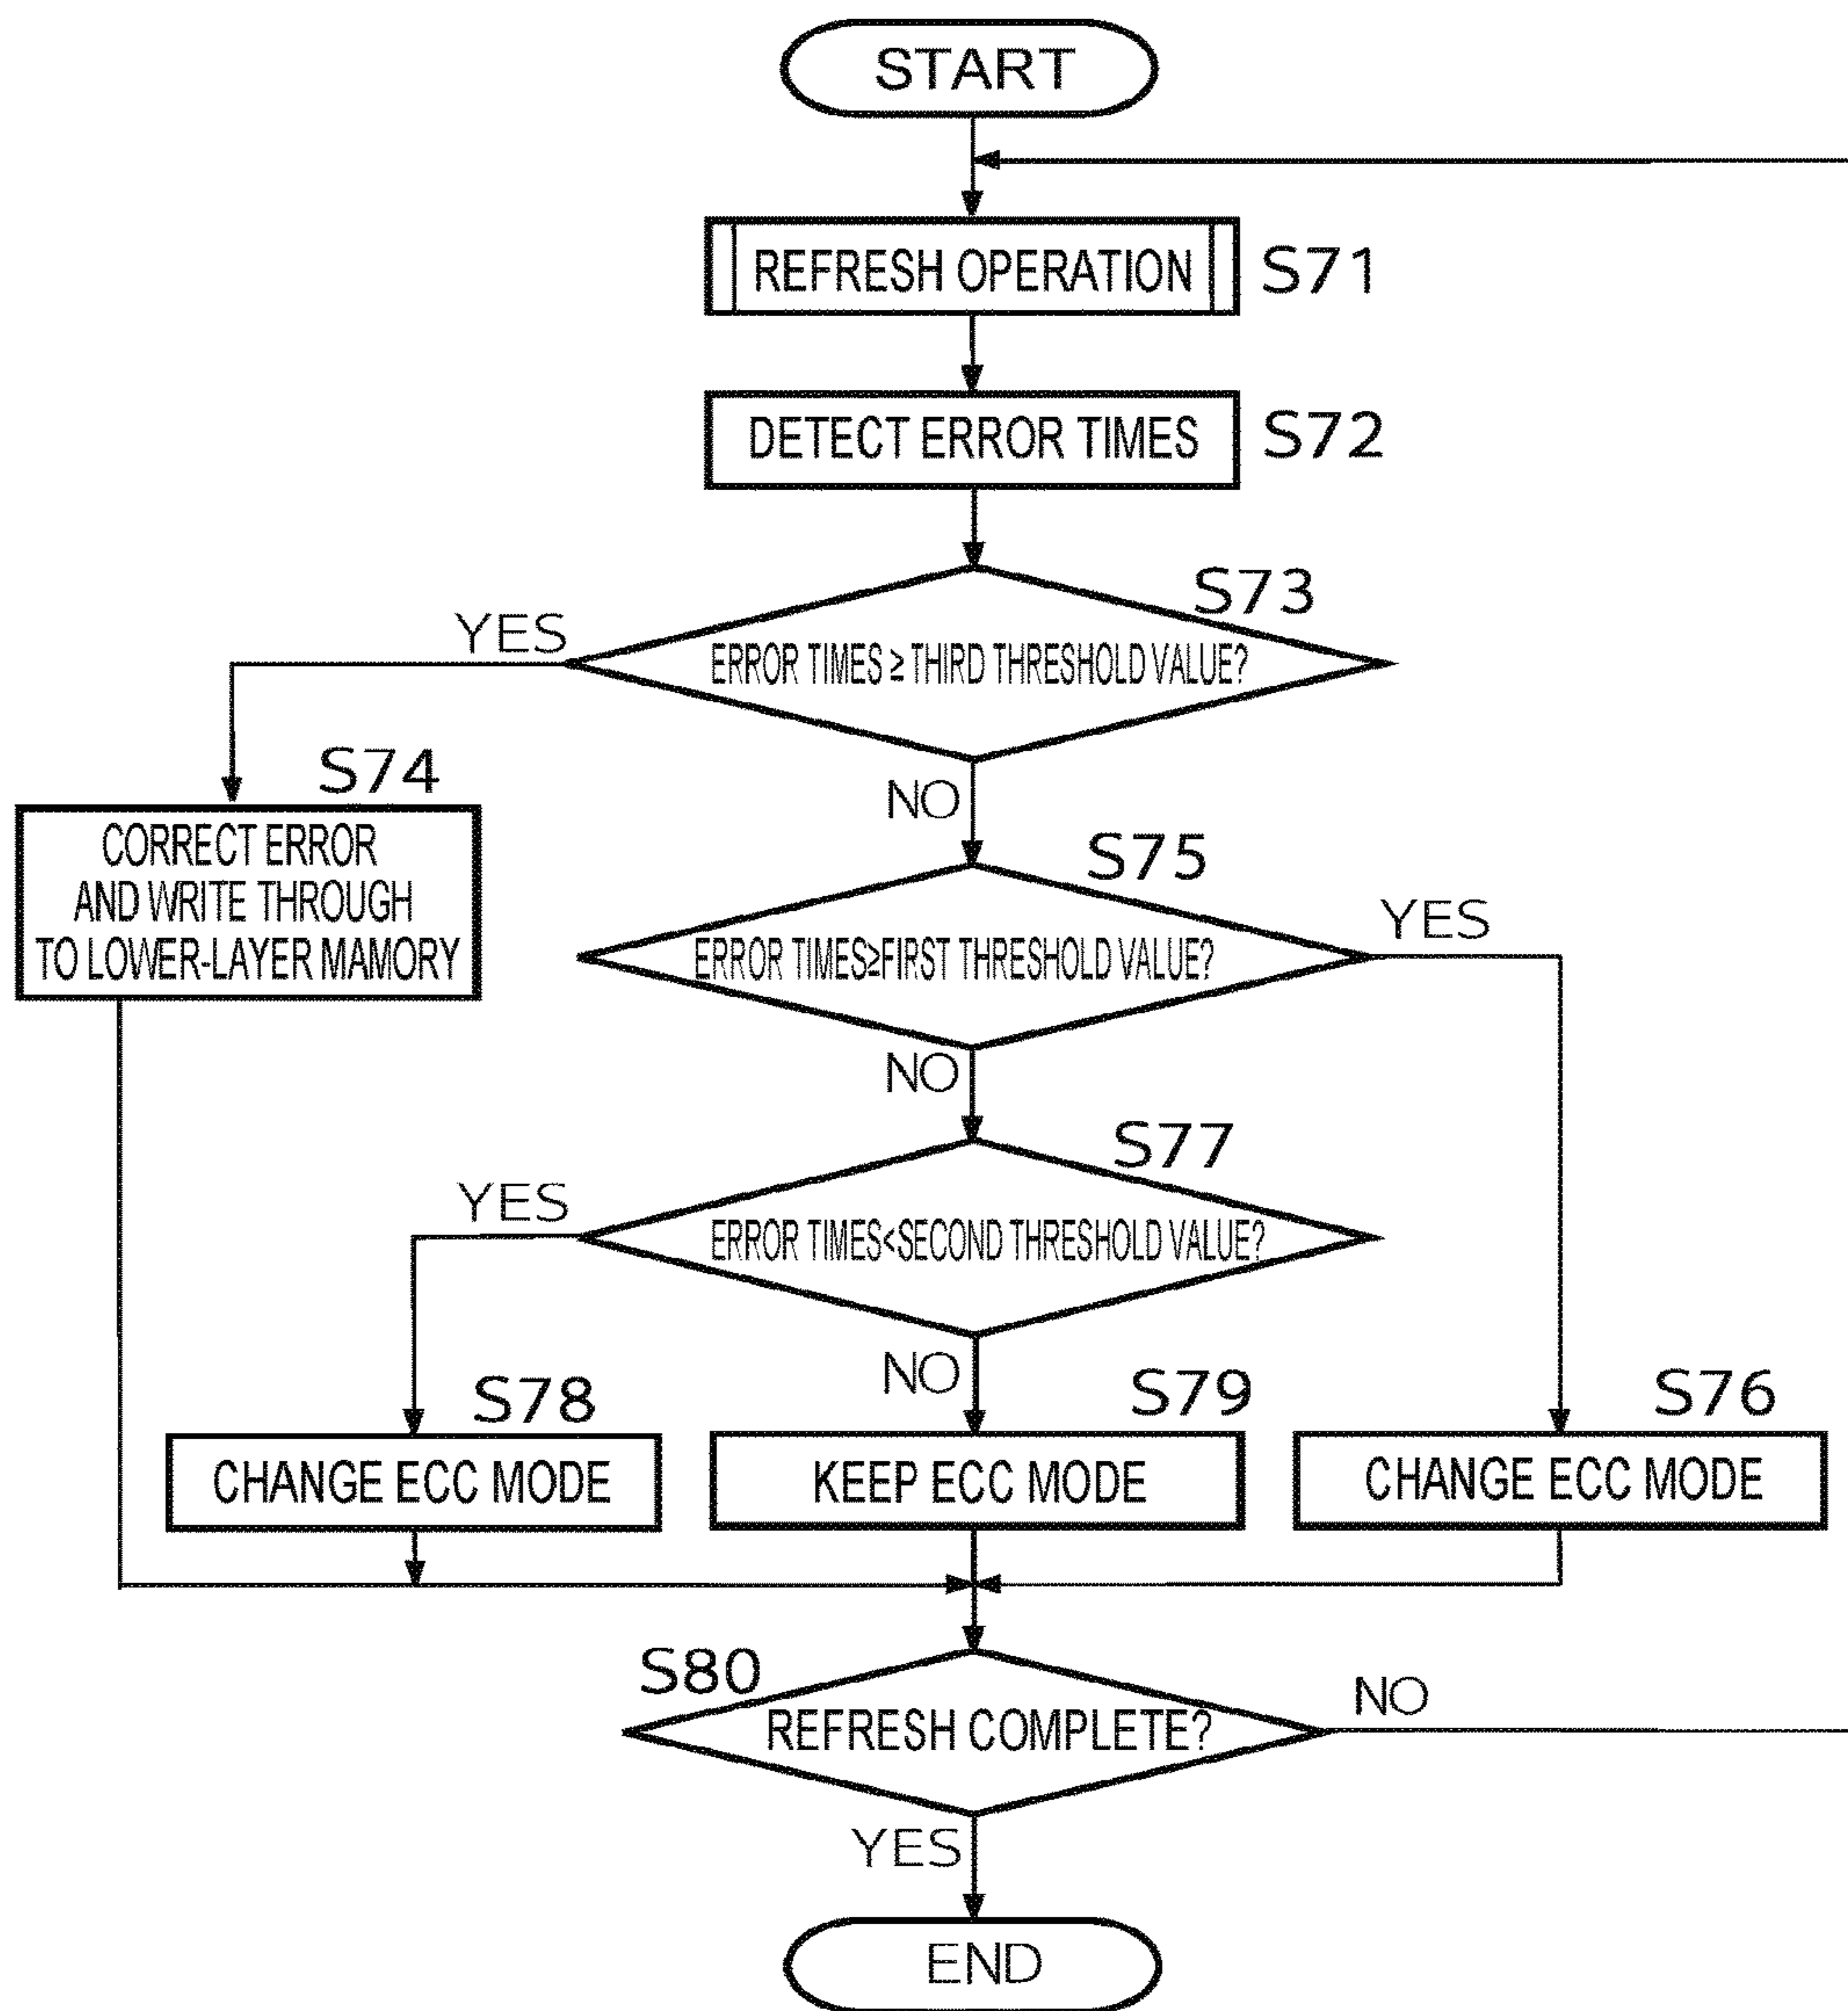 START
REFRESH OPERATION
S71
DETECT ERROR TIMES
S72
S73
YES
ERROR TIMES ≥ THIRD THRESHOLD VALUE?
NO
S74
CORRECT ERROR
AND WRITE THROUGH
TO LOWER-LAYER MAMORY
S75
YES
ERROR TIMES≥FIRST THRESHOLD VALUE?
NO
S77
YES
ERROR TIMES<SECOND THRESHOLD VALUE?
NO
S78
CHANGE ECC MODE
S79
KEEP ECC MODE
S76
CHANGE ECC MODE
S80
REFRESH COMPLETE?
NO
YES
END